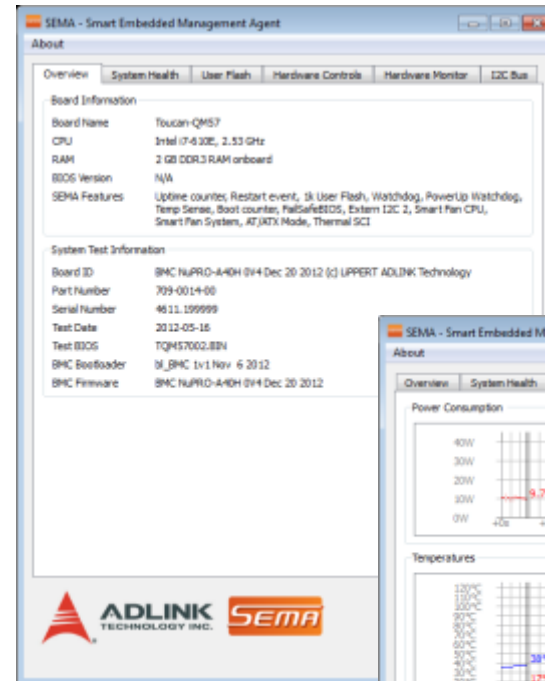 SEMA - Smart Embedded Management Agent
About
Overview System Health User Flash Hardware Controls Hardware Monitor I2C Bus
Board Information
Board Name Toucan-QM57
CPU Intel i7-610E, 2.53 GHz
RAM 2 GB DDR3 RAM onboard
BIOS Version N/A
SEMA Features Uptime counter, Restart event, 1k User Flash, Watchdog, PowerUp Watchdog,
Temp Sense, Boot counter, FailSafeBIOS, Extern I2C 2, Smart Fan CPU,
Smart Fan System, AT/ATX Mode, Thermal SCI
System Test Information
Board ID BMC NuPRO-A40H 0V4 Dec 20 2012 (c) LiPPERT ADLINK Technology
Part Number 709-0014-00
Serial Number 4611.199999
Test Date 2012-05-16
Test BIOS TQM57002.BIN
BMC Bootloader bl_BMC 1v1 Nov 6 2012
BMC Firmware BMC NuPRO-A40H 0V4 Dec 20 2012
ADLINK
TECHNOLOGY INC.
SEMA
SEMA - Smart Embedded M
About
Overview System Health
Power Consumption
40W
30W
20W
10W
0W
9.7
+0s
Temperatures
120°C
110°C
100°C
90°C
80°C
70°C
60°C
50°C
40°C
30°C
38°